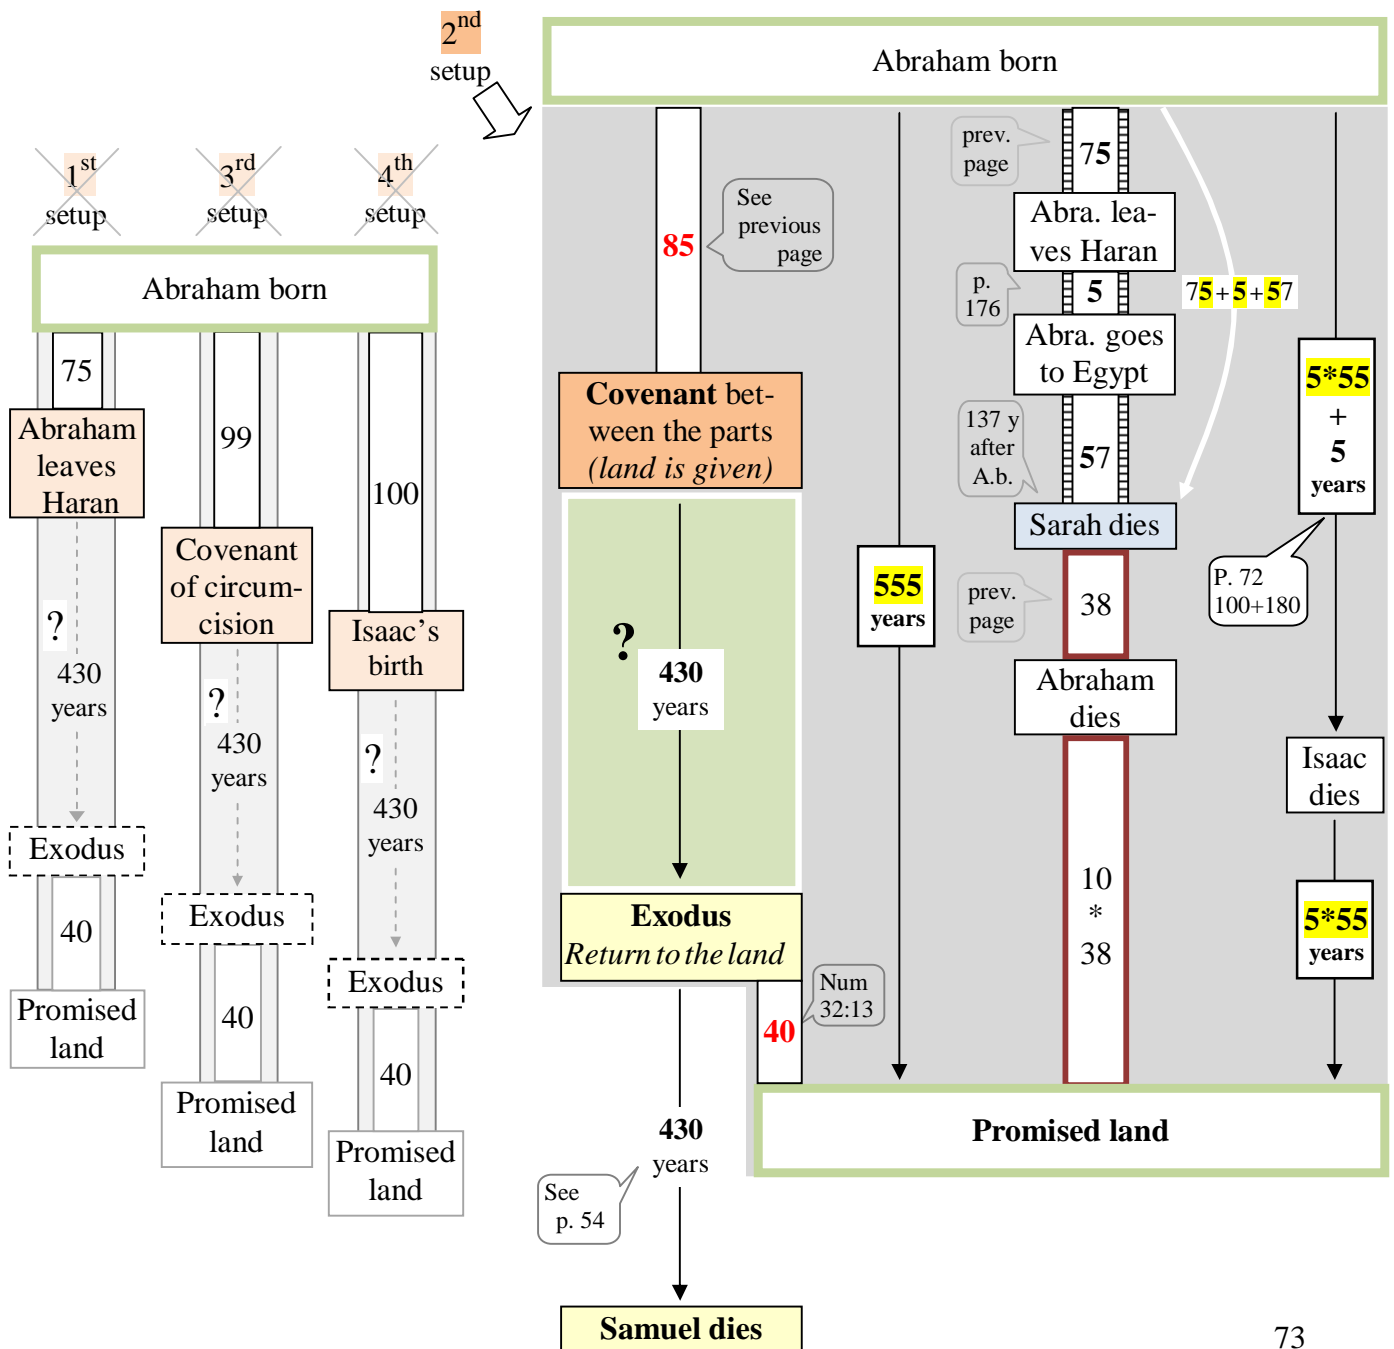 2nd
setup
Abraham born
1st
setup
3rd
setup
4th
setup
Abraham born
75
Abraham
leaves
Haran
?
430
years
Exodus
40
Promised
land
99
Covenant
of circum-
cision
?
430
years
Exodus
40
Promised
land
100
Isaac's
birth
?
430
years
Exodus
40
Promised
land
85
See
previous
page
Covenant bet-
ween the parts
(land is given)
?
430
years
Exodus
Return to the land
40
Num
32:13
430
years
See
p. 54
Samuel dies
555
years
prev.
page
75
Abra. lea-
ves Haran
p.
176
5
Abra. goes
to Egypt
137 y
after
A.b.
57
75+5+57
Sarah dies
prev.
page
38
Abraham
dies
10
*
38
5*55
+
5
years
P. 72
100+180
Isaac
dies
5*55
years
Promised land
73